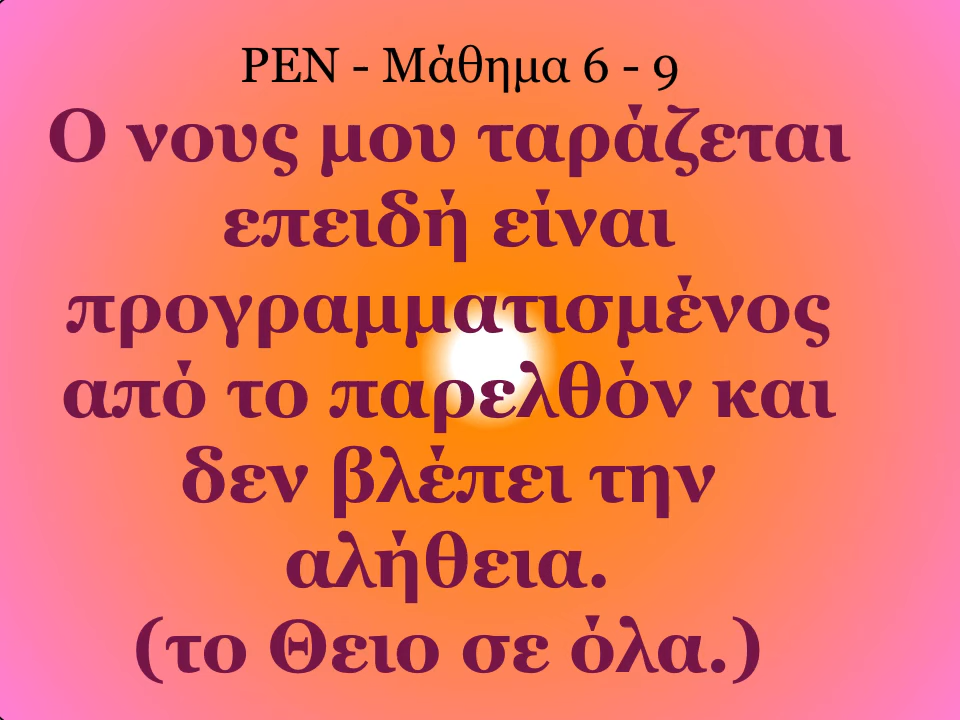 ΡΕΝ - Μάθημα 6 - 9
Ο νους μου ταράζεται
επειδή είναι
προγραμματισμένος
από το παρελθόν και
δεν βλέπει την
αλήθεια.
(το Θειο σε όλα.)